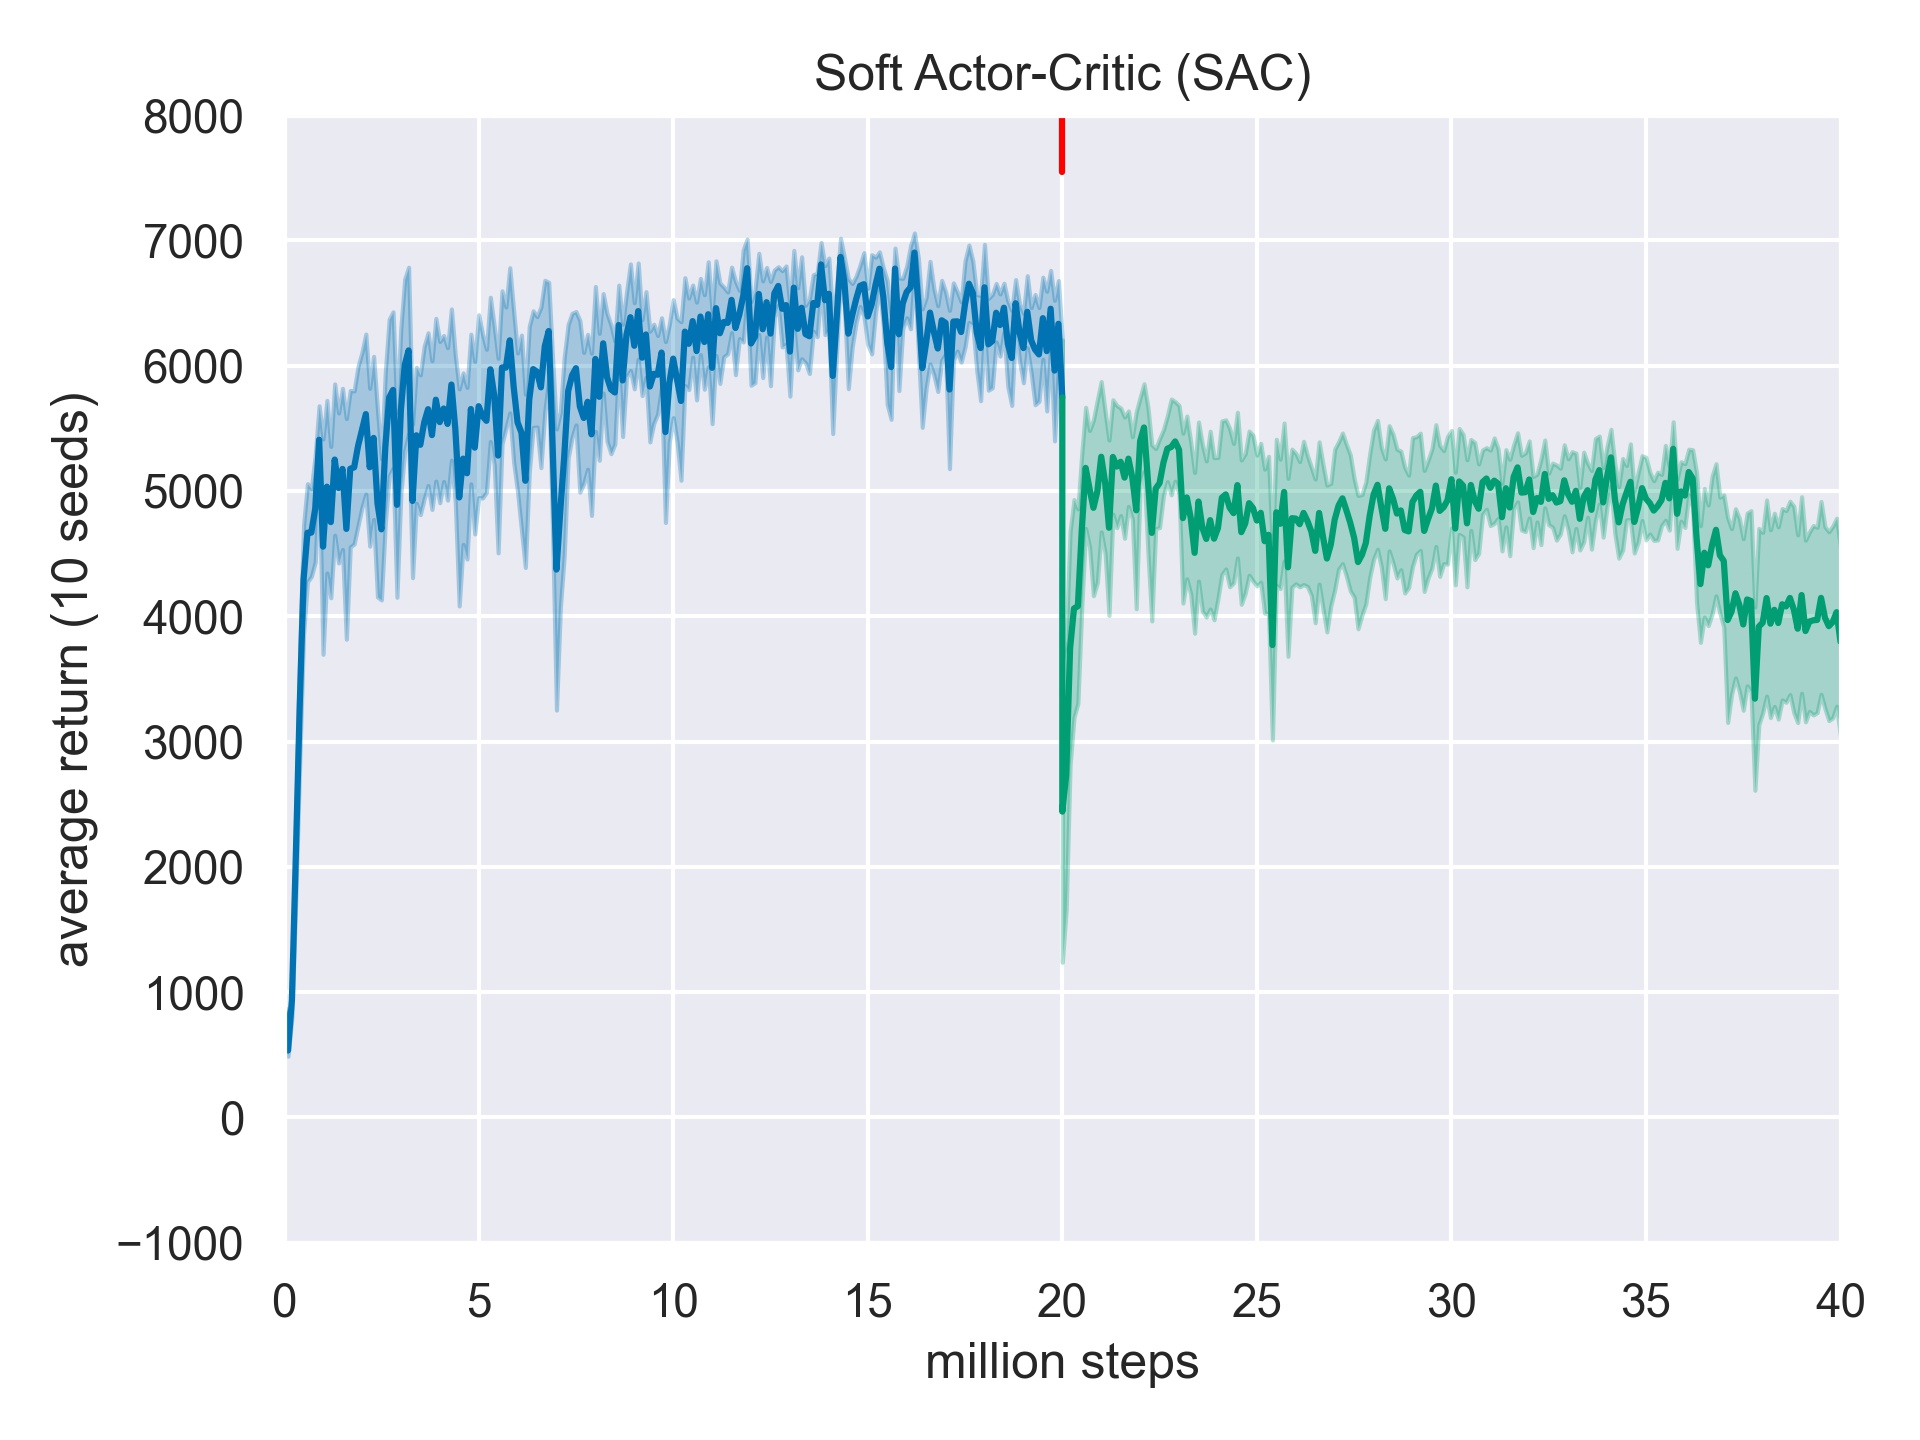 Soft Actor-Critic (SAC)
8000
7000
6000
5000
4000
3000
2000
1000
0
−1000
average return (10 seeds)
0 5 10 15 20 25 30 35 40
million steps